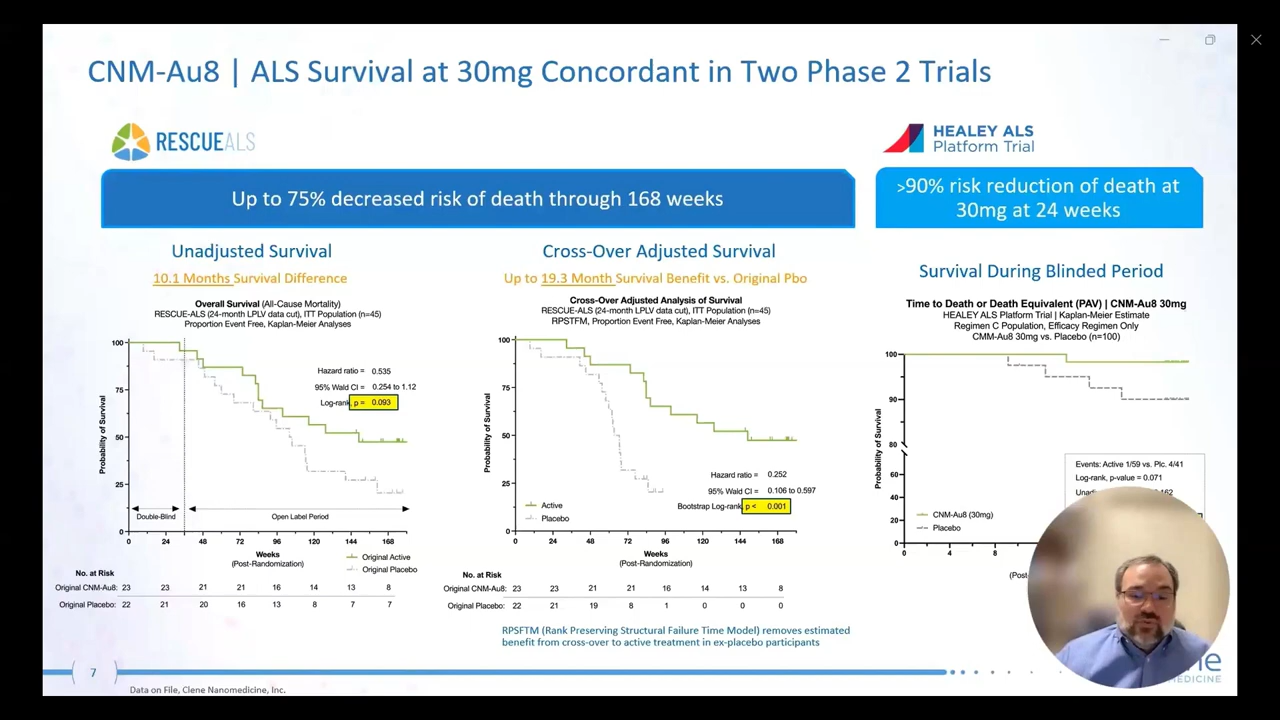 CNM-Au8 | ALS Survival at 30mg Concordant in Two Phase 2 Trials
RESCUEALS
HEALEY ALS
Platform Trial
Up to 75% decreased risk of death through 168 weeks
>90% risk reduction of death at
30mg at 24 weeks
Unadjusted Survival
10.1 Months Survival Difference
Overall Survival (All-Cause Mortality)
RESCUE-ALS (24-month LPLV data cut), ITT Population (n=45)
Proportion Event Free, Kaplan-Meier Analyses
100
75
50
25
0
Probability of Survival
Hazard ratio = 0.535
95% Wald CI = 0.254 to 1.12
Log-rank, p = 0.093
Double-Blind
Open Label Period
0 24 48 72 96 120 144 168
Weeks
(Post-Randomization)
Original Active
Original Placebo
No. at Risk
Original CNM-Au8: 23 23 21 21 16 14 13 8
Original Placebo: 22 21 20 16 13 8 7 7
Cross-Over Adjusted Survival
Up to 19.3 Month Survival Benefit vs. Original Pbo
Cross-Over Adjusted Analysis of Survival
RESCUE-ALS (24-month LPLV data cut), ITT Population (n=45)
RPSTFM, Proportion Event Free, Kaplan-Meier Analyses
100
75
50
25
0
Probability of Survival
Hazard ratio = 0.252
95% Wald CI = 0.106 to 0.597
Bootstrap Log-rank, p < 0.001
Active
Placebo
0 24 48 72 96 120 144 168
Weeks
(Post-Randomization)
No. at Risk
Original CNM-Au8: 23 23 21 21 16 14 13 8
Original Placebo: 22 21 19 8 1 0 0 0
RPSFTM (Rank Preserving Structural Failure Time Model) removes estimated
benefit from cross-over to active treatment in ex-placebo participants
Survival During Blinded Period
Time to Death or Death Equivalent (PAV) | CNM-Au8 30mg
HEALEY ALS Platform Trial | Kaplan-Meier Estimate
Regimen C Population, Efficacy Regimen Only
CMM-Au8 30mg vs. Placebo (n=100)
100
90
80
60
40
20
0
Probability of Survival
Events: Active 1/59 vs. Plc. 4/41
Log-rank, p-value = 0.071
CNM-Au8 (30mg)
Placebo
0 4 8
7
Data on File, Clene Nanomedicine, Inc.